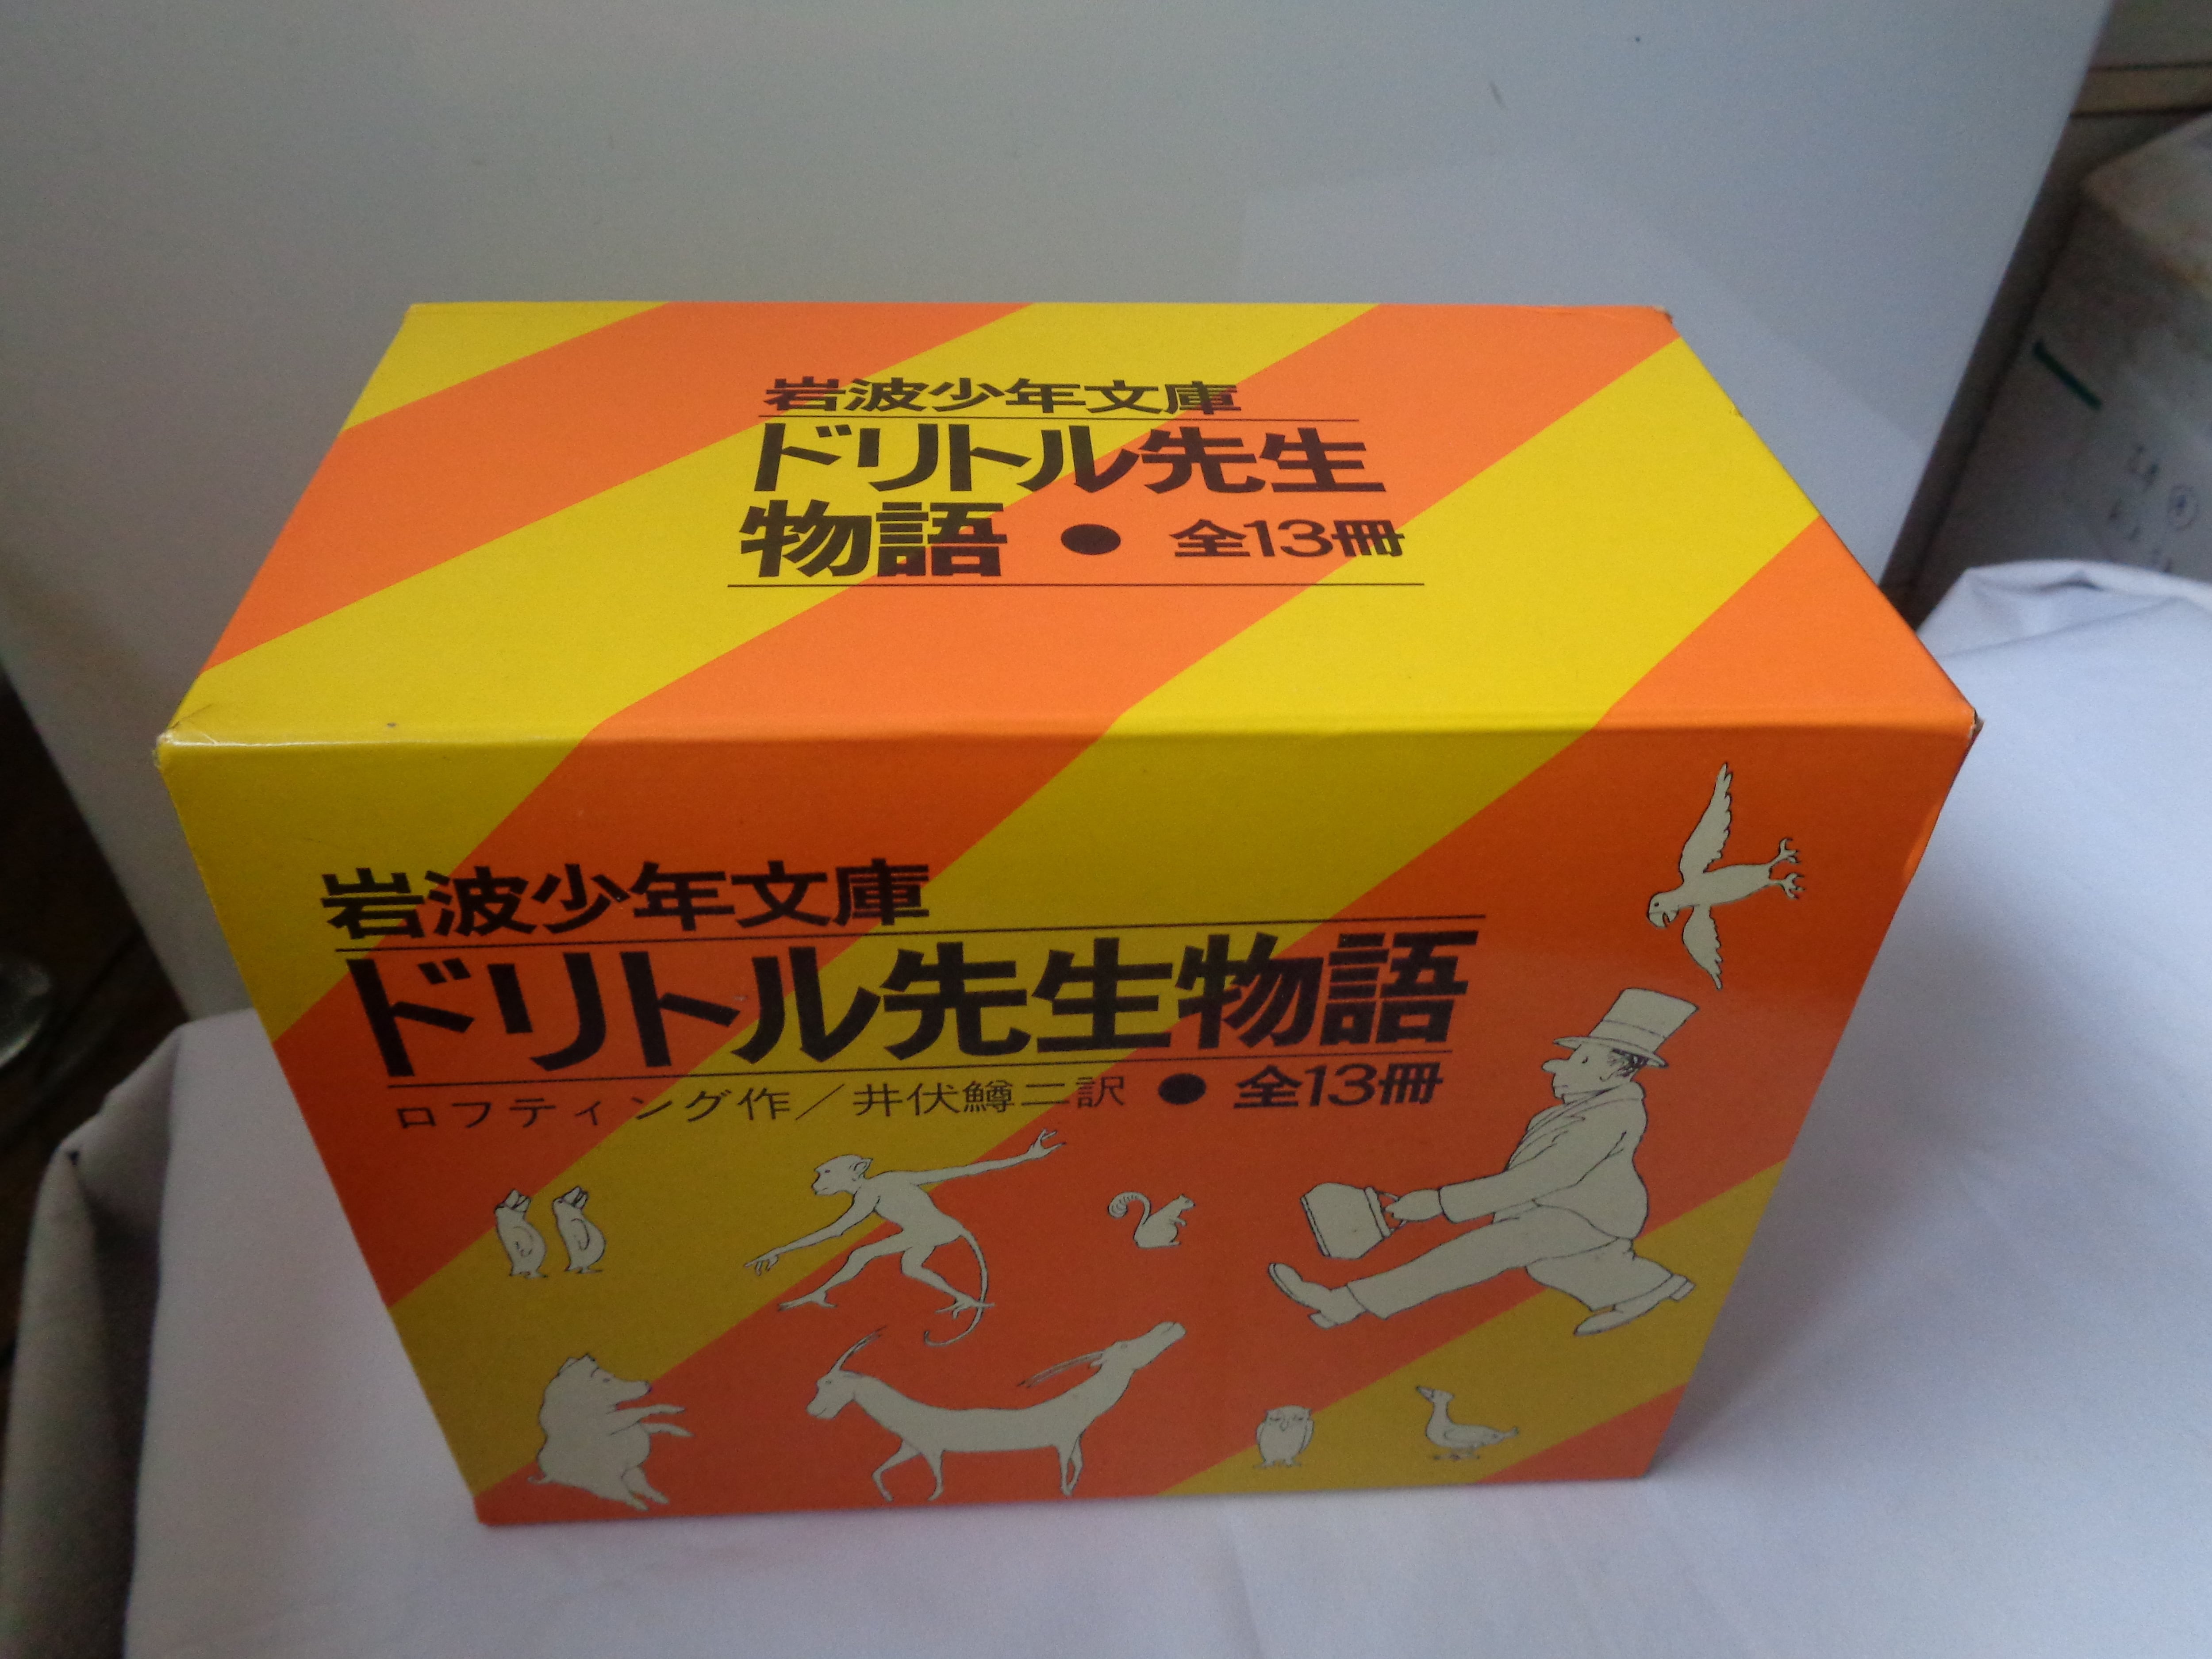 岩波少年文庫
ドリトル先生
物語●全13冊
岩波少年文庫
ドリトル先生物語
ロフティング作／井伏鱒二訳●全13冊